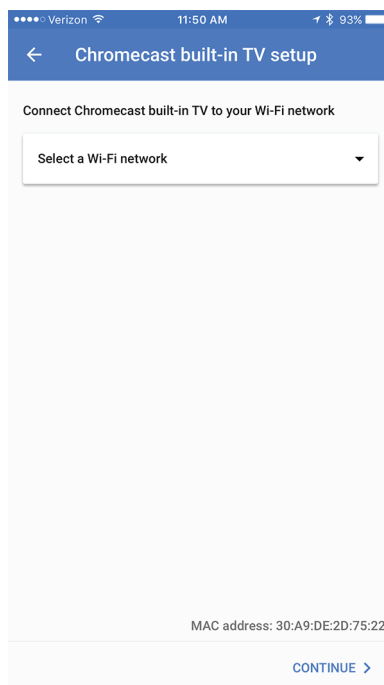 Verizon 11:50 AM 93%
Chromecast built-in TV setup
Connect Chromecast built-in TV to your Wi-Fi network
Select a Wi-Fi network
MAC address: 30:A9:DE:2D:75:22
CONTINUE